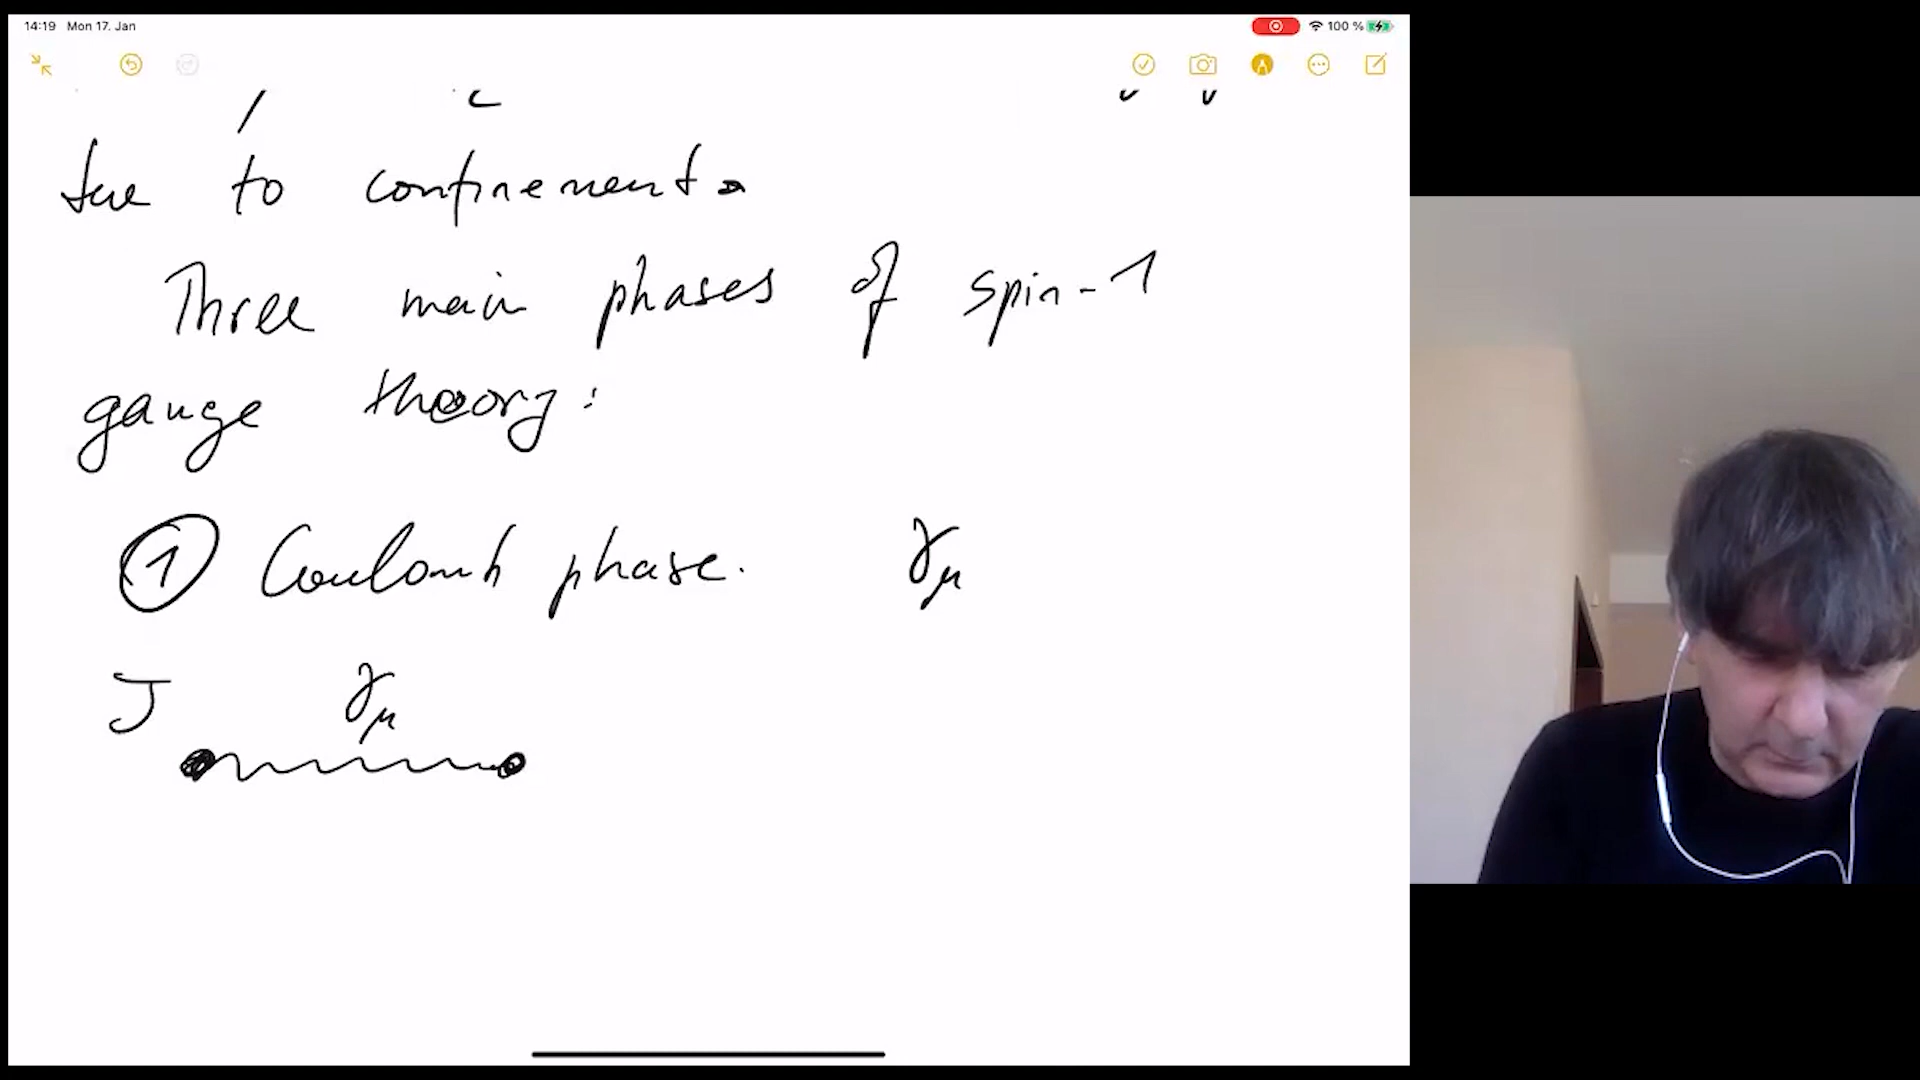 14:19 Mon 17. Jan 100 %
due to confinement.
Three main phases of spin-1
gauge theory:
① Coulomb phase. γμ
J γμ